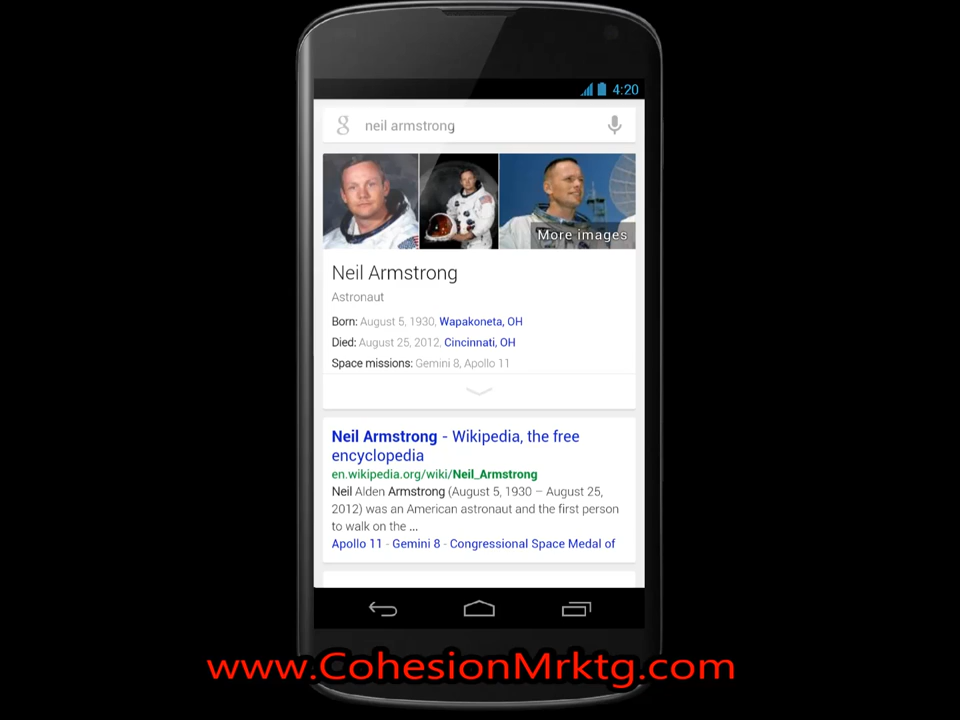 4:20
g neil armstrong
More images
Neil Armstrong
Astronaut
Born: August 5, 1930, Wapakoneta, OH
Died: August 25, 2012, Cincinnati, OH
Space missions: Gemini 8, Apollo 11
Neil Armstrong - Wikipedia, the free
encyclopedia
en.wikipedia.org/wiki/Neil_Armstrong
Neil Alden Armstrong (August 5, 1930 – August 25,
2012) was an American astronaut and the first person
to walk on the ...
Apollo 11 - Gemini 8 - Congressional Space Medal of
www.CohesionMrktg.com